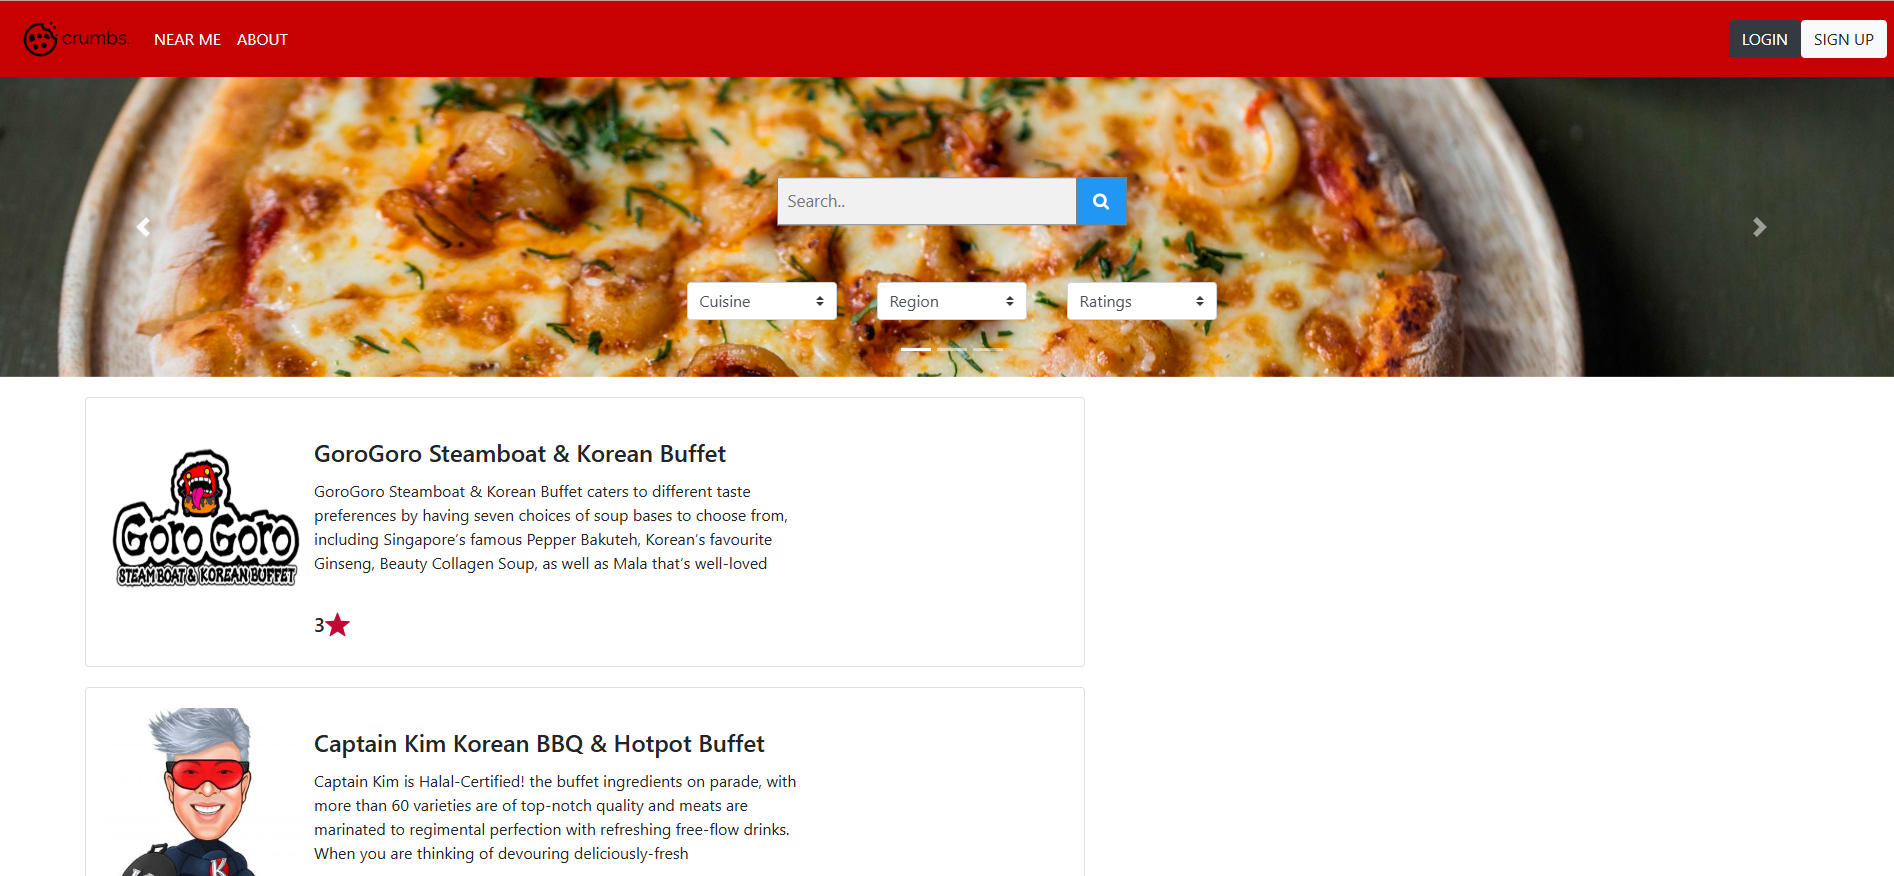 crumbs.
NEAR ME
ABOUT
LOGIN
SIGN UP
Search..
Cuisine
Region
Ratings
GoroGoro Steamboat & Korean Buffet
GoroGoro Steamboat & Korean Buffet caters to different taste
preferences by having seven choices of soup bases to choose from,
including Singapore's famous Pepper Bakuteh, Korean's favourite
Ginseng, Beauty Collagen Soup, as well as Mala that's well-loved
Goro Goro
STEAMBOAT & KOREAN BUFFET
3
Captain Kim Korean BBQ & Hotpot Buffet
Captain Kim is Halal-Certified! the buffet ingredients on parade, with
more than 60 varieties are of top-notch quality and meats are
marinated to regimental perfection with refreshing free-flow drinks.
When you are thinking of devouring deliciously-fresh
K